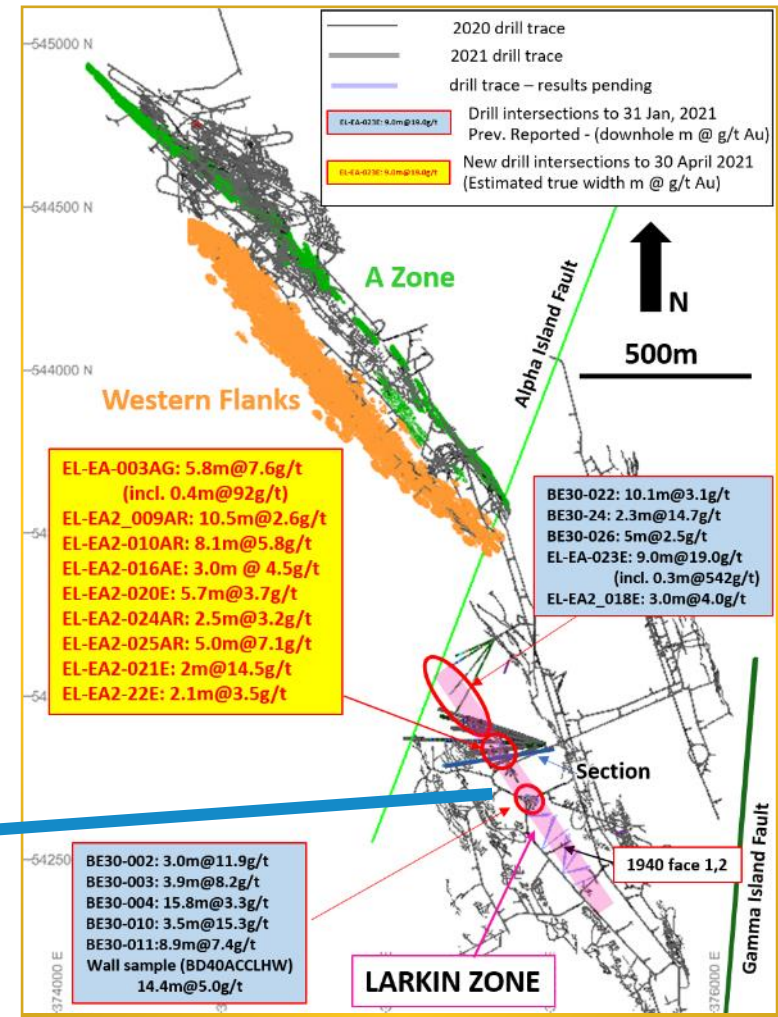 545000 N
2020 drill trace
2021 drill trace
drill trace – results pending
EL-EA-023E: 9.0m@19.0g/t
Drill intersections to 31 Jan, 2021
Prev. Reported - (downhole m @ g/t Au)
EL-EA-023E: 9.0m@19.0g/t
New drill intersections to 30 April 2021
(Estimated true width m @ g/t Au)
544500 N
A Zone
N
500m
Alpha Island Fault
544000 N
Western Flanks
EL-EA-003AG: 5.8m@7.6g/t
(incl. 0.4m@92g/t)
EL-EA2_009AR: 10.5m@2.6g/t
EL-EA2-010AR: 8.1m@5.8g/t
EL-EA2-016AE: 3.0m @ 4.5g/t
EL-EA2-020E: 5.7m@3.7g/t
EL-EA2-024AR: 2.5m@3.2g/t
EL-EA2-025AR: 5.0m@7.1g/t
EL-EA2-021E: 2m@14.5g/t
EL-EA2-22E: 2.1m@3.5g/t
BE30-022: 10.1m@3.1g/t
BE30-24: 2.3m@14.7g/t
BE30-026: 5m@2.5g/t
EL-EA-023E: 9.0m@19.0g/t
(incl. 0.3m@542g/t)
EL-EA2_018E: 3.0m@4.0g/t
54
54
Section
542500 N
1940 face 1,2
BE30-002: 3.0m@11.9g/t
BE30-003: 3.9m@8.2g/t
BE30-004: 15.8m@3.3g/t
BE30-010: 3.5m@15.3g/t
BE30-011:8.9m@7.4g/t
Wall sample (BD40ACCLHW)
14.4m@5.0g/t
LARKIN ZONE
Gamma Island Fault
374000 E
376000 E